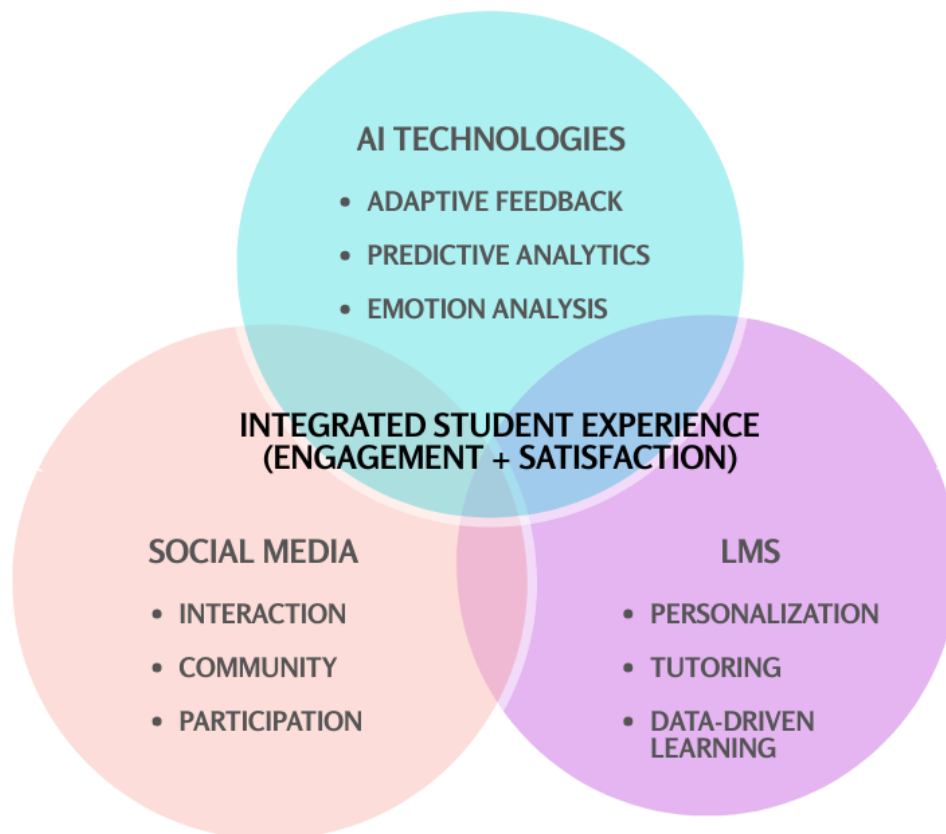 AI TECHNOLOGIES
• ADAPTIVE FEEDBACK
• PREDICTIVE ANALYTICS
• EMOTION ANALYSIS
INTEGRATED STUDENT EXPERIENCE
(ENGAGEMENT + SATISFACTION)
SOCIAL MEDIA
• INTERACTION
• COMMUNITY
• PARTICIPATION
LMS
• PERSONALIZATION
• TUTORING
• DATA-DRIVEN
LEARNING